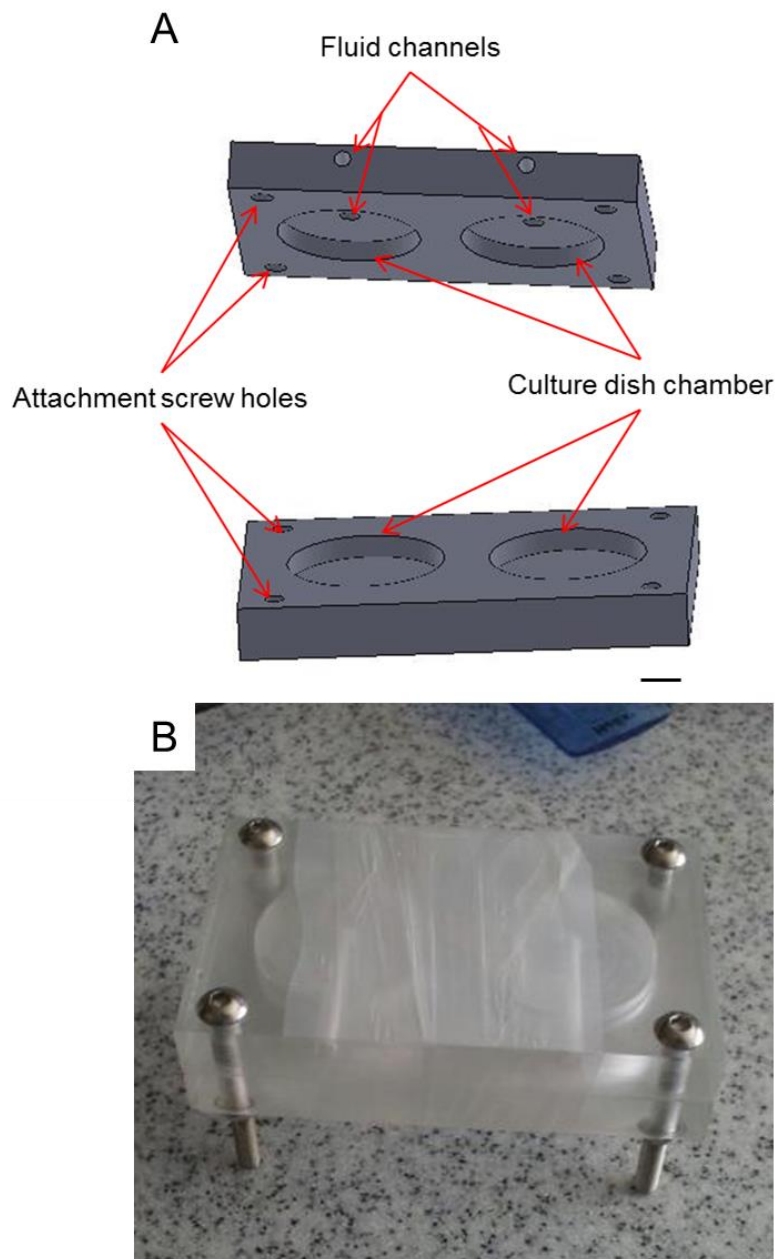 A
Fluid channels
Attachment screw holes
Culture dish chamber
B